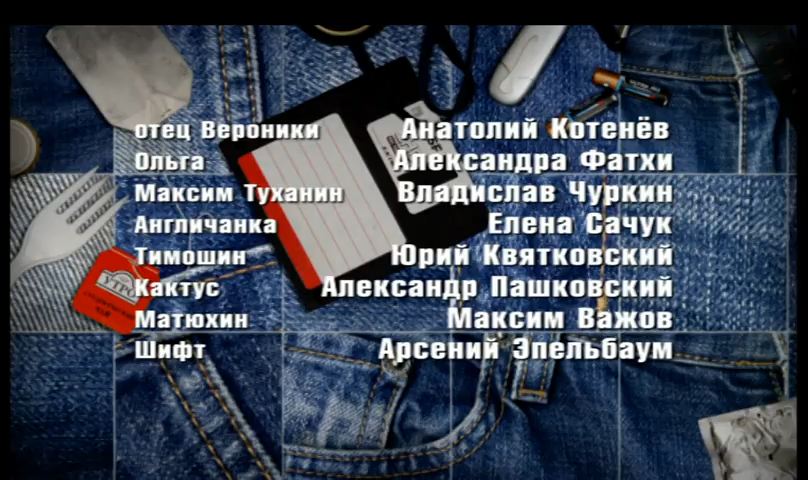 отец Вероники Анатолий Котенёв
Ольга Александра Фатхи
Максим Туханин Владислав Чуркин
Англичанка Елена Сачук
Тимошин Юрий Квятковский
Кактус Александр Пашковский
Матюхин Максим Важов
Шифт Арсений Эпельбаум
УТРО